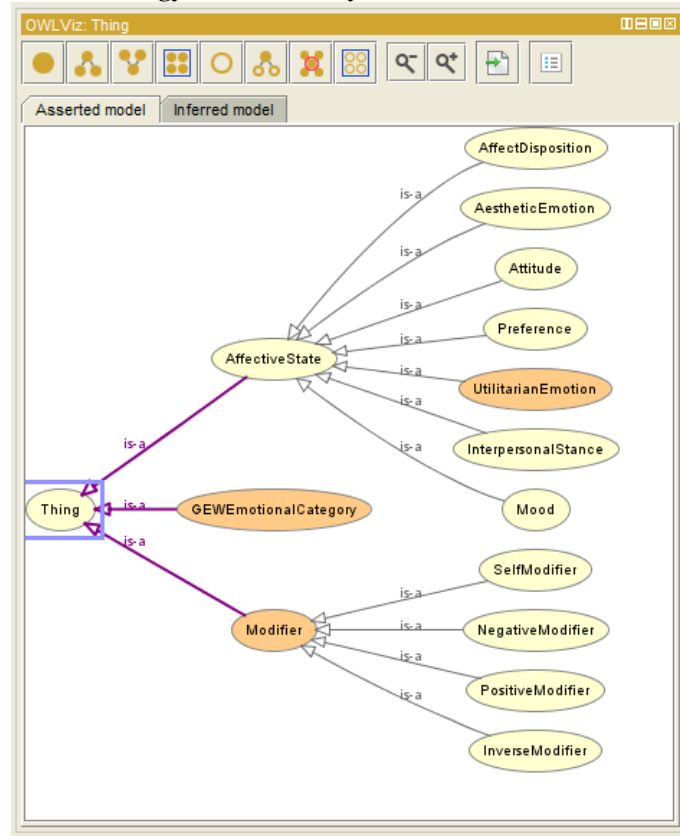 OWLViz: Thing
Asserted model
Inferred model
AffectDisposition
is-a
AestheticEmotion
is-a
Attitude
is-a
Preference
is-a
AffectiveState
is-a
UtilitarianEmotion
is-a
InterpersonalStance
is-a
is-a
Thing
is-a
GEWEmotionalCategory
Mood
is-a
SelfModifier
is-a
Modifier
is-a
NegativeModifier
is-a
PositiveModifier
is-a
InverseModifier